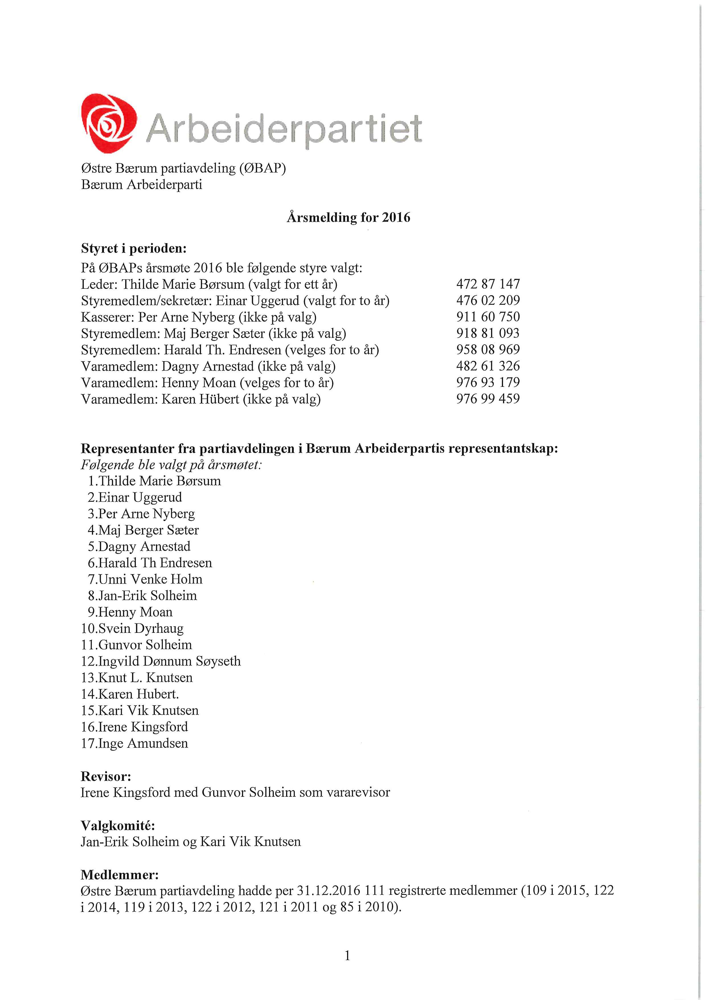 Arbeiderpartiet
Østre Bærum partiavdeling (ØBAP)
Bærum Arbeiderparti
Årsmelding for 2016
Styret i perioden:
På ØBAPs årsmøte 2016 ble følgende styre valgt:
Leder: Thilde Marie Børsum (valgt for ett år) 472 87 147
Styremedlem/sekretær: Einar Uggerud (valgt for to år) 476 02 209
Kasserer: Per Arne Nyberg (ikke på valg) 911 60 750
Styremedlem: Maj Berger Sæter (ikke på valg) 918 81 093
Styremedlem: Harald Th. Endresen (velges for to år) 958 08 969
Varamedlem: Dagny Arnestad (ikke på valg) 482 61 326
Varamedlem: Henny Moan (velges for to år) 976 93 179
Varamedlem: Karen Hübert (ikke på valg) 976 99 459
Representanter fra partiavdelingen i Bærum Arbeiderpartis representantskap:
Følgende ble valgt på årsmøtet:
1.Thilde Marie Børsum
2.Einar Uggerud
3.Per Arne Nyberg
4.Maj Berger Sæter
5.Dagny Arnestad
6.Harald Th Endresen
7.Unni Venke Holm
8.Jan-Erik Solheim
9.Henny Moan
10.Svein Dyrhaug
11.Gunvor Solheim
12.Ingvild Dønnum Søyseth
13.Knut L. Knutsen
14.Karen Hubert.
15.Kari Vik Knutsen
16.Irene Kingsford
17.Inge Amundsen
Revisor:
Irene Kingsford med Gunvor Solheim som vararevisor
Valgkomité:
Jan-Erik Solheim og Kari Vik Knutsen
Medlemmer:
Østre Bærum partiavdeling hadde per 31.12.2016 111 registrerte medlemmer (109 i 2015, 122
i 2014, 119 i 2013, 122 i 2012, 121 i 2011 og 85 i 2010).
1